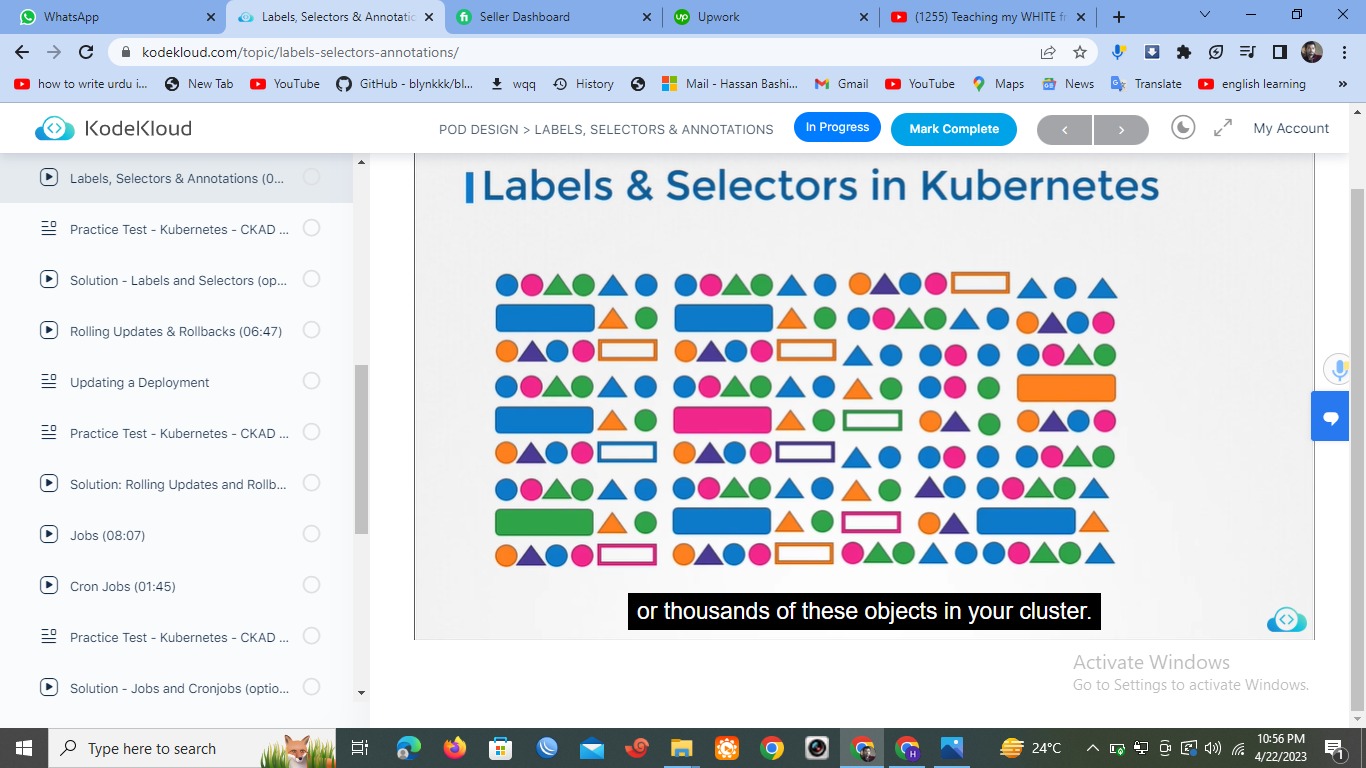 WhatsApp
Labels, Selectors & Annotatic
Seller Dashboard
Upwork
(1255) Teaching my WHITE fr
kodekloud.com/topic/labels-selectors-annotations/
how to write urdu i...
New Tab
YouTube
GitHub - blynkkk/bl...
wqq
History
Mail - Hassan Bashi...
Gmail
YouTube
Maps
News
Translate
english learning
KodeKloud
POD DESIGN > LABELS, SELECTORS & ANNOTATIONS
In Progress
Mark Complete
My Account
Labels, Selectors & Annotations (0...
Practice Test - Kubernetes - CKAD ...
Solution - Labels and Selectors (op...
Rolling Updates & Rollbacks (06:47)
Updating a Deployment
Practice Test - Kubernetes - CKAD ...
Solution: Rolling Updates and Rollb...
Jobs (08:07)
Cron Jobs (01:45)
Practice Test - Kubernetes - CKAD ...
Solution - Jobs and Cronjobs (optio...
Labels & Selectors in Kubernetes
or thousands of these objects in your cluster.
Activate Windows
Go to Settings to activate Windows.
Type here to search
24°C
10:56 PM
4/22/2023
1